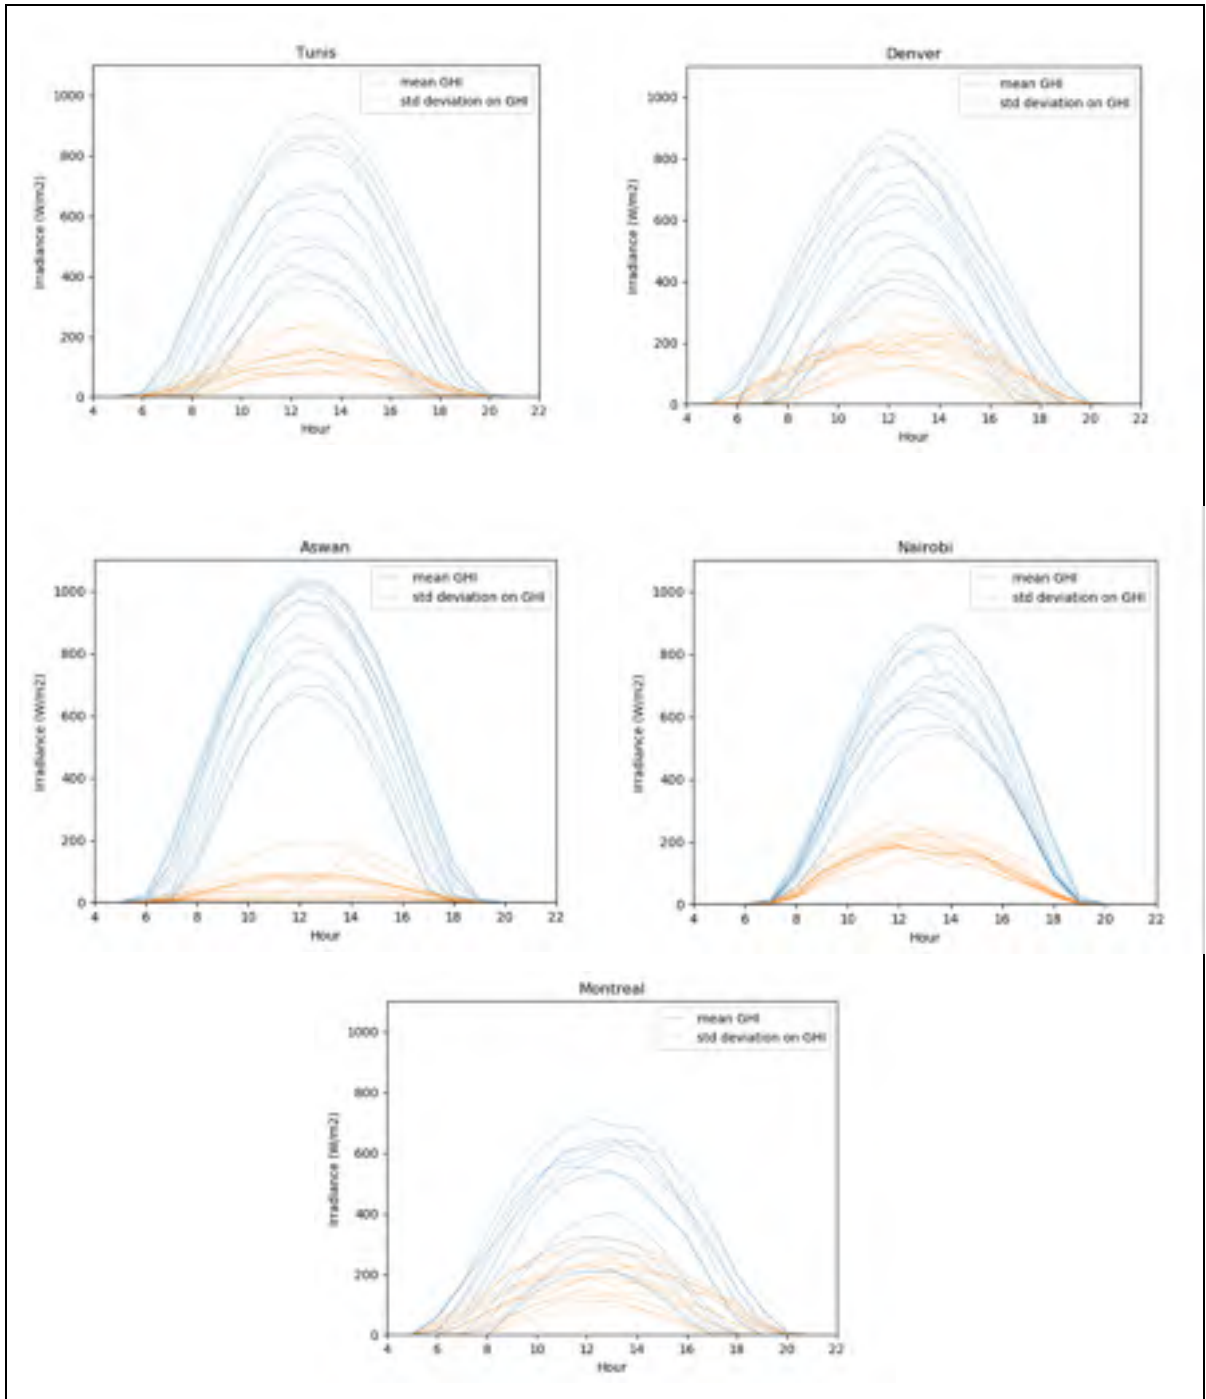 Tunis
mean GHI
std deviation on GHI
Irradiance (W/m2)
1000
800
600
400
200
0
4 6 8 10 12 14 16 18 20 22
Hour
Denver
mean GHI
std deviation on GHI
Irradiance (W/m2)
1000
800
600
400
200
0
4 6 8 10 12 14 16 18 20 22
Hour
Aswan
mean GHI
std deviation on GHI
Irradiance (W/m2)
1000
800
600
400
200
0
4 6 8 10 12 14 16 18 20 22
Hour
Nairobi
mean GHI
std deviation on GHI
Irradiance (W/m2)
1000
800
600
400
200
0
4 6 8 10 12 14 16 18 20 22
Hour
Montreal
mean GHI
std deviation on GHI
Irradiance (W/m2)
1000
800
600
400
200
0
4 6 8 10 12 14 16 18 20 22
Hour